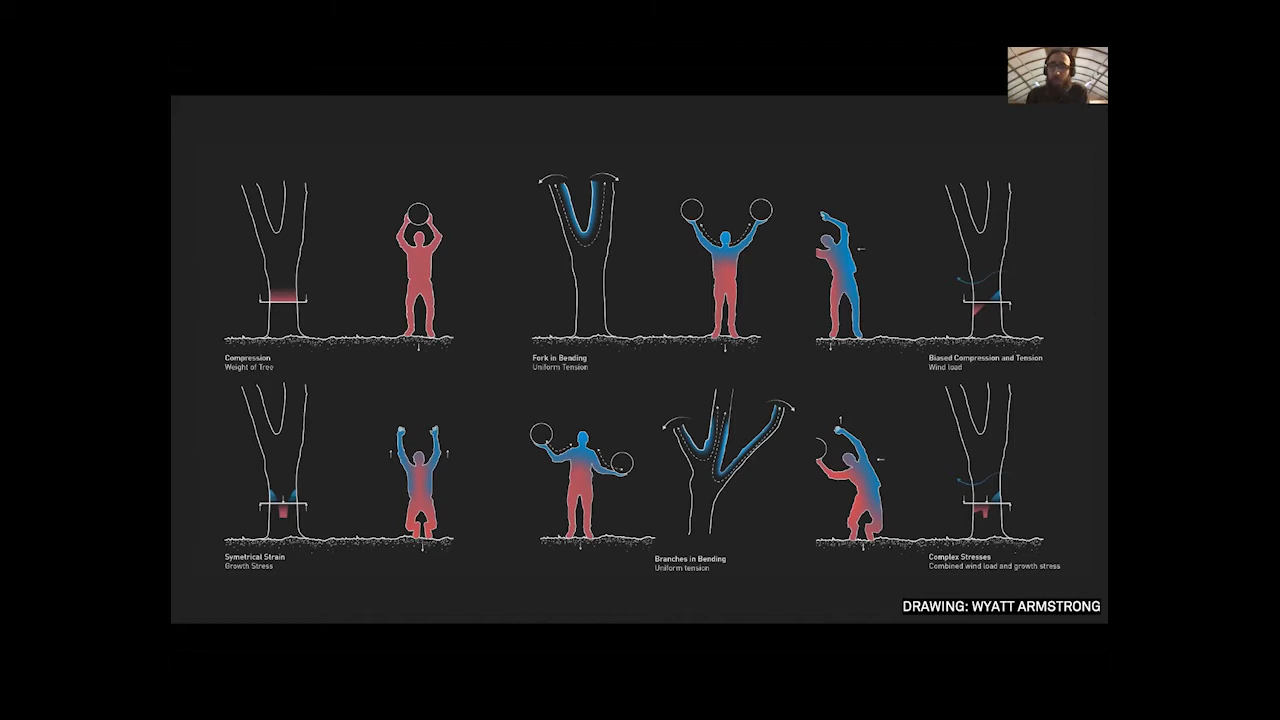 Compression
Weight of Tree
Fork in Bending
Uniform Tension
Biased Compression and Tension
Wind load
Symetrical Strain
Growth Stress
Branches in Bending
Uniform tension
Complex Stresses
Combined wind load and growth stress
DRAWING: WYATT ARMSTRONG